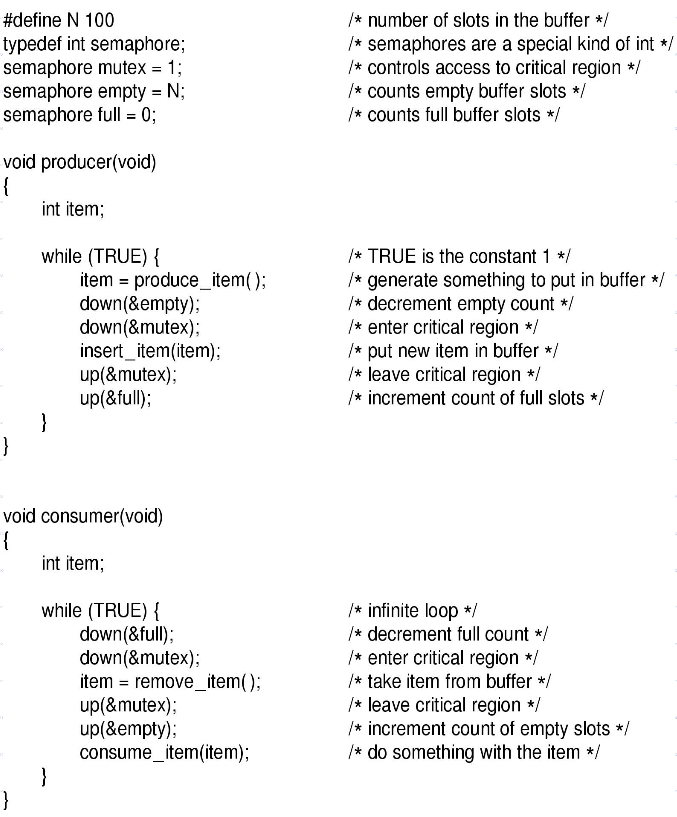 #define N 100 /* number of slots in the buffer */
typedef int semaphore; /* semaphores are a special kind of int */
semaphore mutex = 1; /* controls access to critical region */
semaphore empty = N; /* counts empty buffer slots */
semaphore full = 0; /* counts full buffer slots */
void producer(void)
{
int item;
while (TRUE) { /* TRUE is the constant 1 */
item = produce_item( ); /* generate something to put in buffer */
down(&empty); /* decrement empty count */
down(&mutex); /* enter critical region */
insert_item(item); /* put new item in buffer */
up(&mutex); /* leave critical region */
up(&full); /* increment count of full slots */
}
}
void consumer(void)
{
int item;
while (TRUE) { /* infinite loop */
down(&full); /* decrement full count */
down(&mutex); /* enter critical region */
item = remove_item( ); /* take item from buffer */
up(&mutex); /* leave critical region */
up(&empty); /* increment count of empty slots */
consume_item(item); /* do something with the item */
}
}